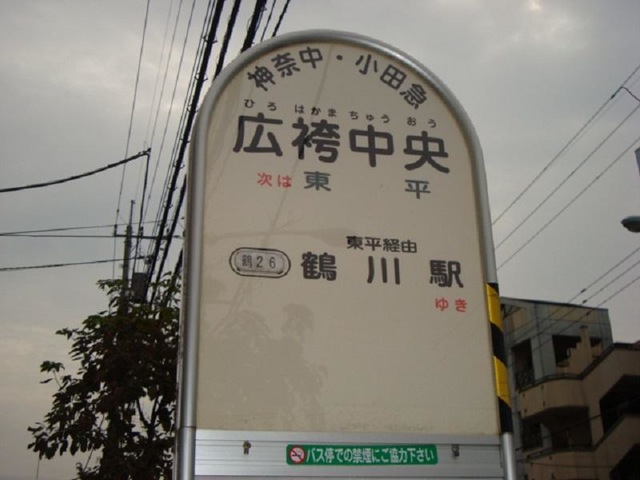 神奈中・小田急
ひろ はかま ちゅう おう
広袴中央
次は 東平
東平経由
鶴26 鶴川駅
ゆき
バス停での禁煙にご協力下さい